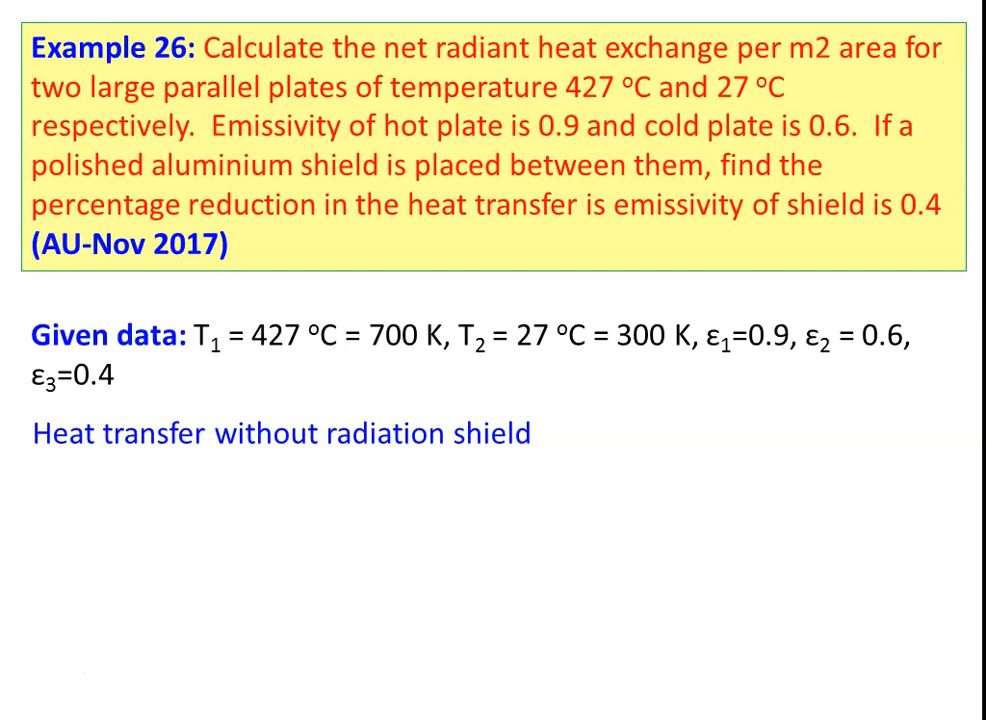 Example 26: Calculate the net radiant heat exchange per m2 area for
two large parallel plates of temperature 427 ᵒC and 27 ᵒC
respectively.  Emissivity of hot plate is 0.9 and cold plate is 0.6.  If a
polished aluminium shield is placed between them, find the
percentage reduction in the heat transfer is emissivity of shield is 0.4
(AU-Nov 2017)
Given data: T₁ = 427 ᵒC = 700 K, T₂ = 27 ᵒC = 300 K, ε₁=0.9, ε₂ = 0.6,
ε₃=0.4
Heat transfer without radiation shield